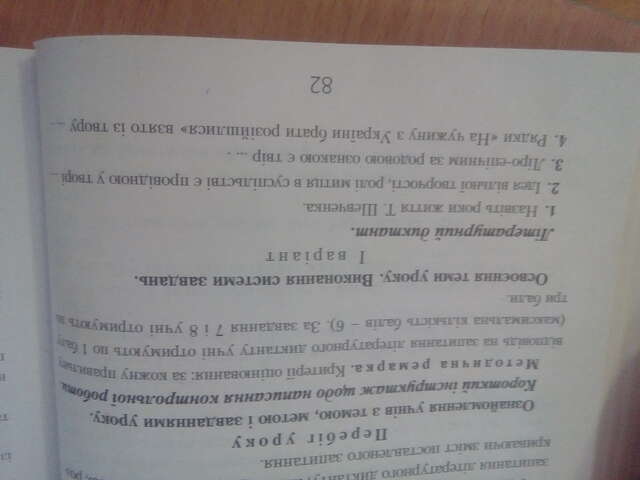 запитання літературного диктанту
криваючи зміст поставленого запитання.
Перебіг уроку
Ознайомлення учнів з темою, метою і завданнями уроку.
Короткий інструктаж щодо написання контрольної роботи
Методична ремарка. Критерії оцінювання: за кожну правильну
відповідь на запитання літературного диктанту учні отримують по 1 балу
(максимальна кількість балів – 6). За завдання 7 і 8 учні отримують по
три бали.
Освоєння теми уроку. Виконання системи завдань.
І варіант
Літературний диктант.
1. Назвіть роки життя Т. Шевченка.
2. Ідея вільної творчості, ролі митця в суспільстві є провідною у творі...
3. Ліро-епічним за родовою ознакою є твір ... .
4. Рядки «На чужину з України брати розійшлися» взято із твору ...
82